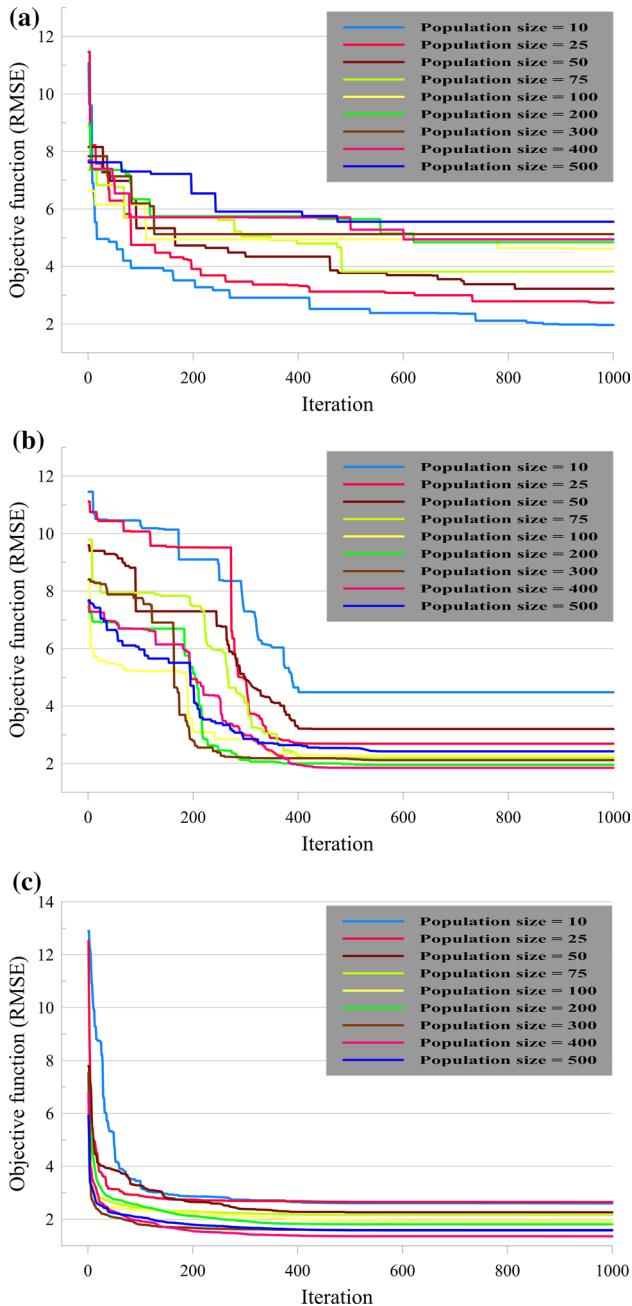 (a)
Objective function (RMSE)
12
10
8
6
4
2
Population size = 10
Population size = 25
Population size = 50
Population size = 75
Population size = 100
Population size = 200
Population size = 300
Population size = 400
Population size = 500
0 200 400 600 800 1000
Iteration
(b)
Objective function (RMSE)
12
10
8
6
4
2
Population size = 10
Population size = 25
Population size = 50
Population size = 75
Population size = 100
Population size = 200
Population size = 300
Population size = 400
Population size = 500
0 200 400 600 800 1000
Iteration
(c)
Objective function (RMSE)
14
12
10
8
6
4
2
Population size = 10
Population size = 25
Population size = 50
Population size = 75
Population size = 100
Population size = 200
Population size = 300
Population size = 400
Population size = 500
0 200 400 600 800 1000
Iteration